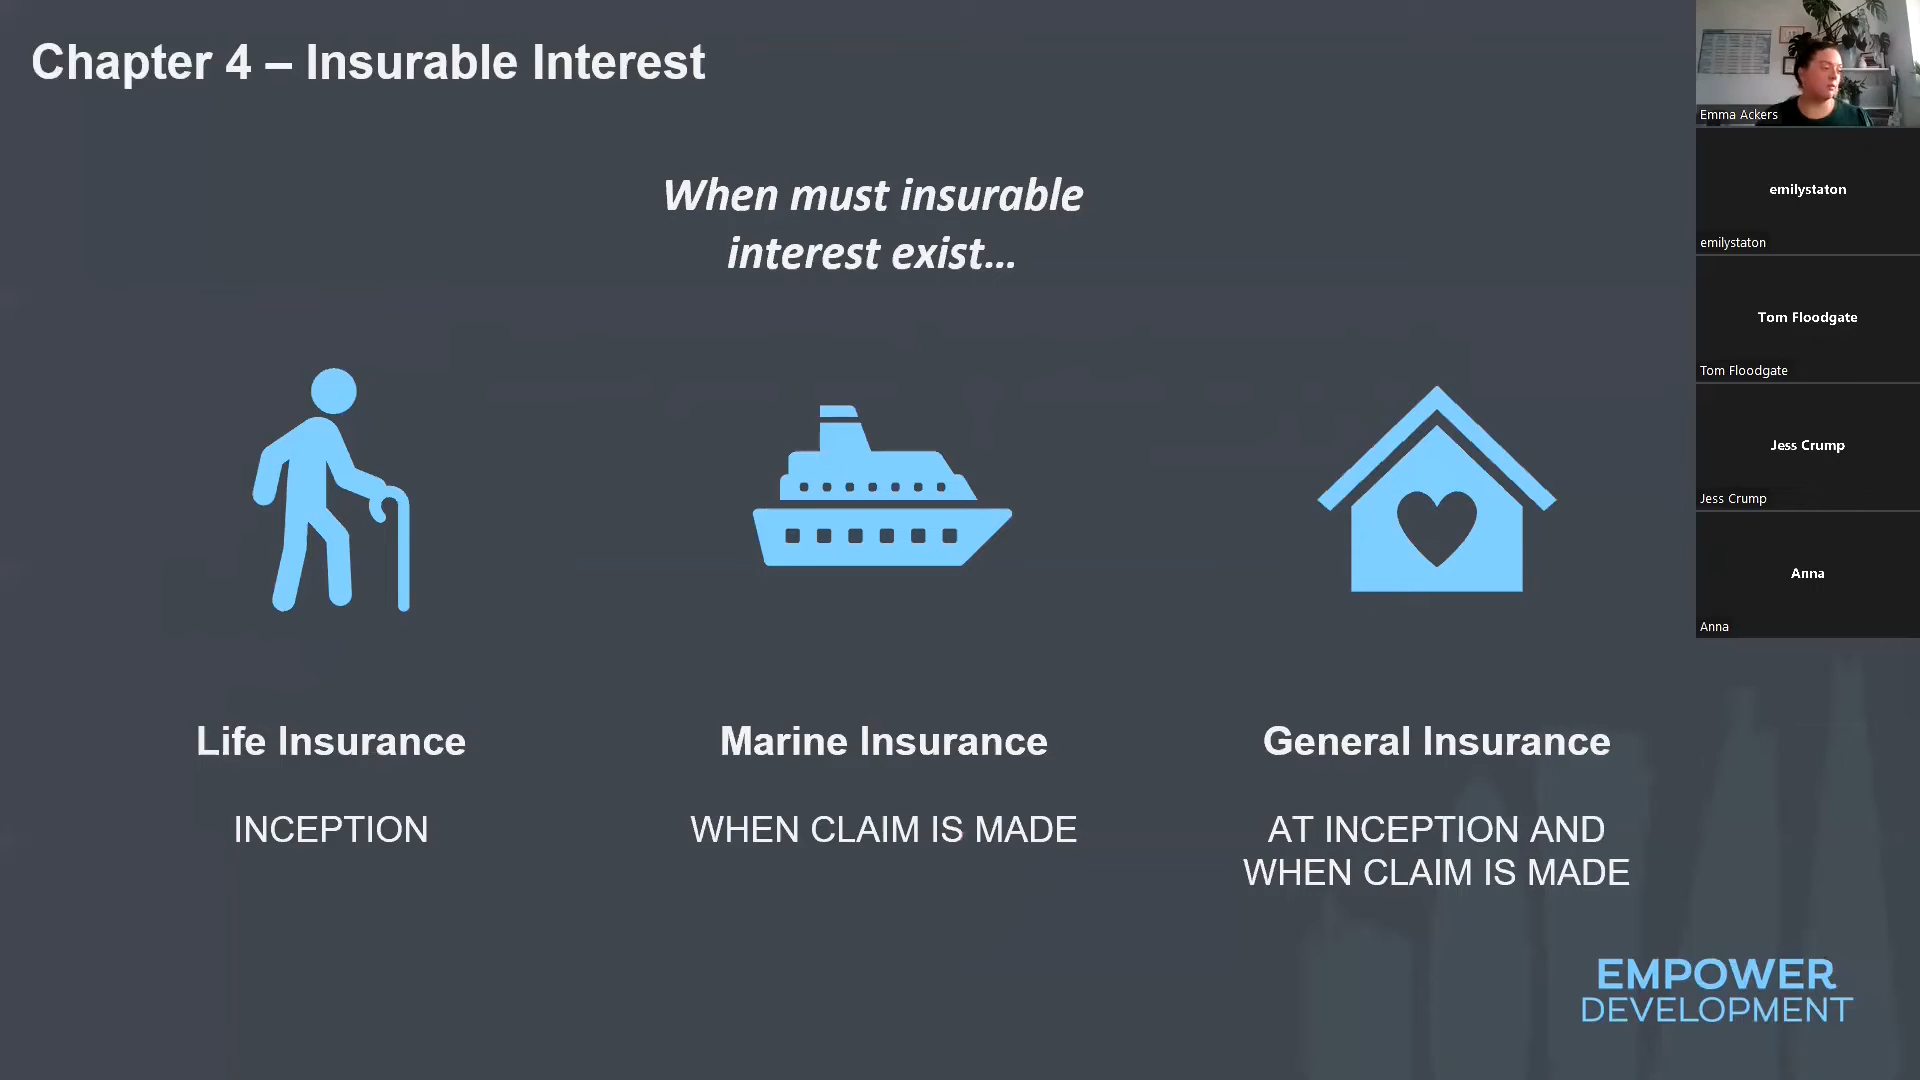 Chapter 4 – Insurable Interest
When must insurable
interest exist...
Life Insurance
INCEPTION
Marine Insurance
WHEN CLAIM IS MADE
General Insurance
AT INCEPTION AND
WHEN CLAIM IS MADE
EMPOWER
DEVELOPMENT
Emma Ackers
emilystaton
emilystaton
Tom Floodgate
Tom Floodgate
Jess Crump
Jess Crump
Anna
Anna